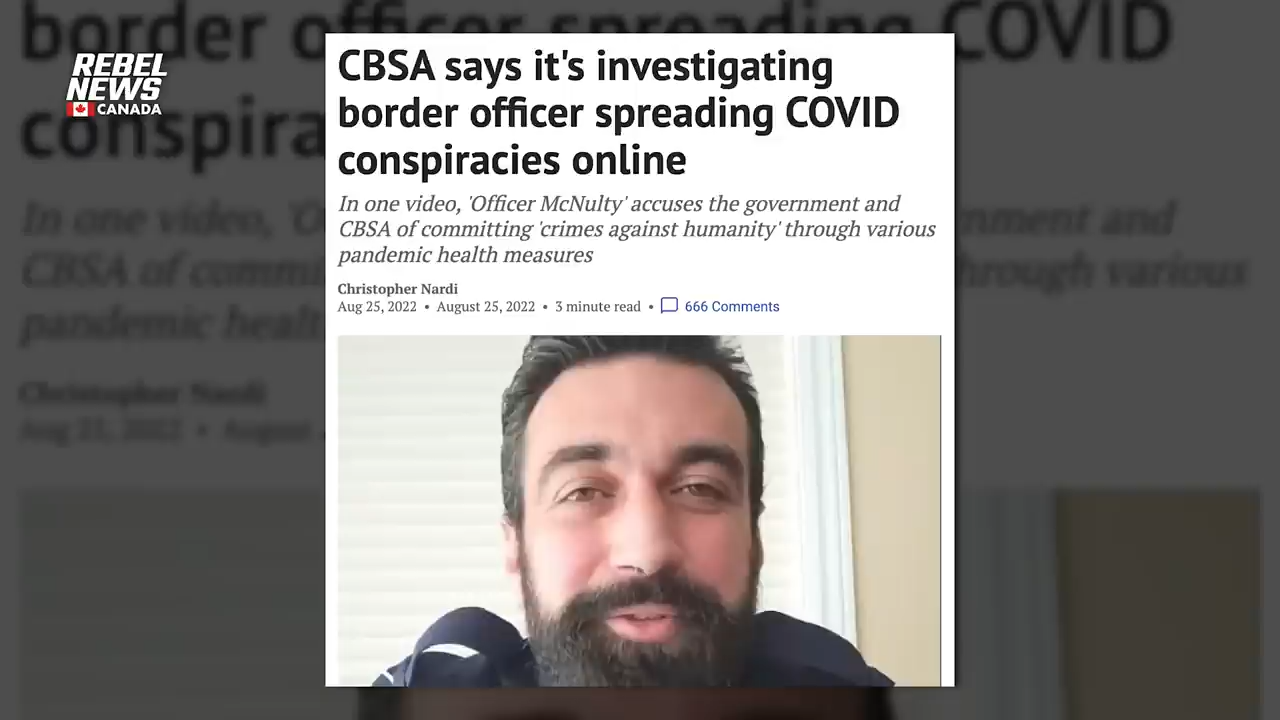 REBEL
NEWS
CANADA
CBSA says it's investigating
border officer spreading COVID
conspiracies online
In one video, 'Officer McNulty' accuses the government and
CBSA of committing 'crimes against humanity' through various
pandemic health measures
Christopher Nardi
Aug 25, 2022 • August 25, 2022 • 3 minute read • 666 Comments